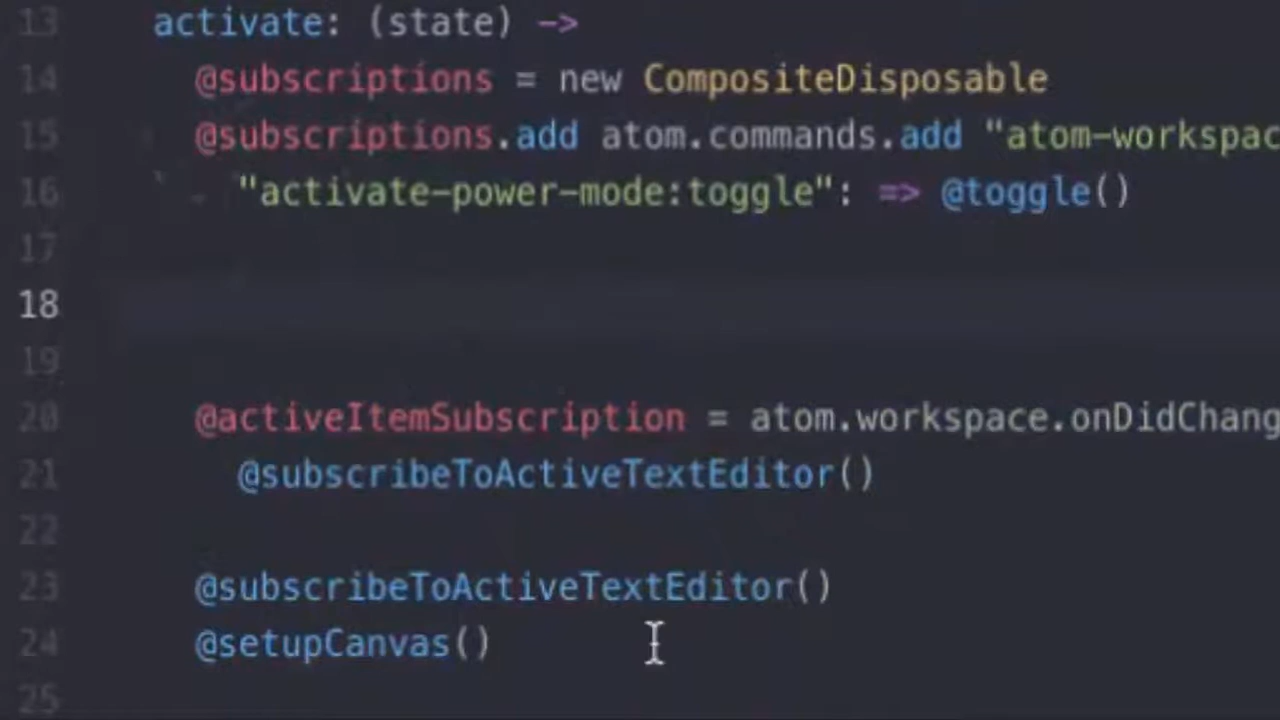 13 activate: (state) ->
14 @subscriptions = new CompositeDisposable
15 @subscriptions.add atom.commands.add "atom-workspac
16 "activate-power-mode:toggle": => @toggle()
17
18
19
20 @activeItemSubscription = atom.workspace.onDidChang
21 @subscribeToActiveTextEditor()
22
23 @subscribeToActiveTextEditor()
24 @setupCanvas()
25